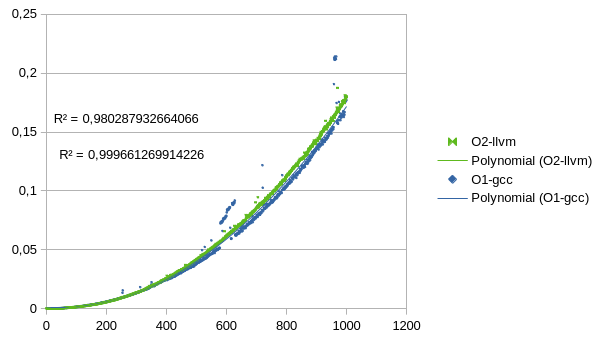 0,25
0,2
R² = 0,980287932664066
0,15
R² = 0,999661269914226
0,1
0,05
0
0 200 400 600 800 1000 1200
O2-llvm
Polynomial (O2-llvm)
O1-gcc
Polynomial (O1-gcc)